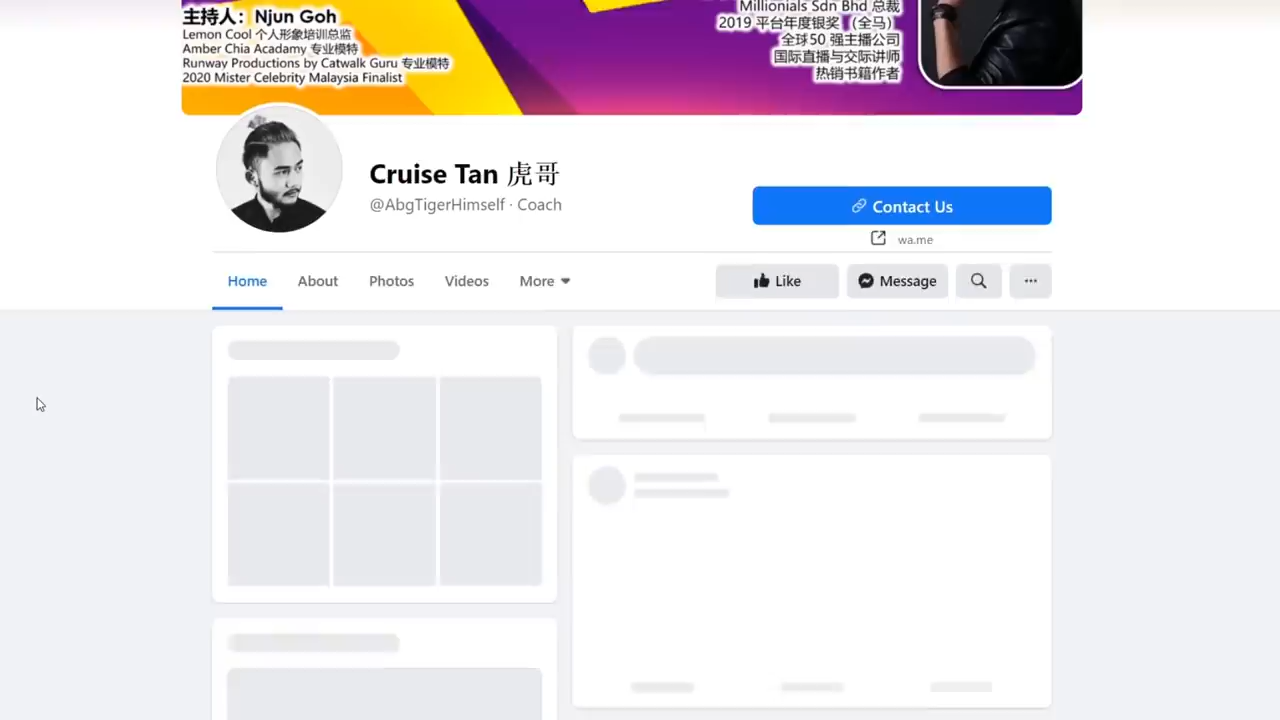 主持人：Njun Goh
Lemon Cool 个人形象培训总监
Amber Chia Acadamy 专业模特
Runway Productions by Catwalk Guru 专业模特
2020 Mister Celebrity Malaysia Finalist
Millionials Sdn Bhd 总裁
2019 平台年度银奖（全马）
全球50 强主播公司
国际直播与交际讲师
热销书籍作者
Cruise Tan 虎哥
@AbgTigerHimself · Coach
Contact Us
wa.me
Home
About
Photos
Videos
More
Like
Message